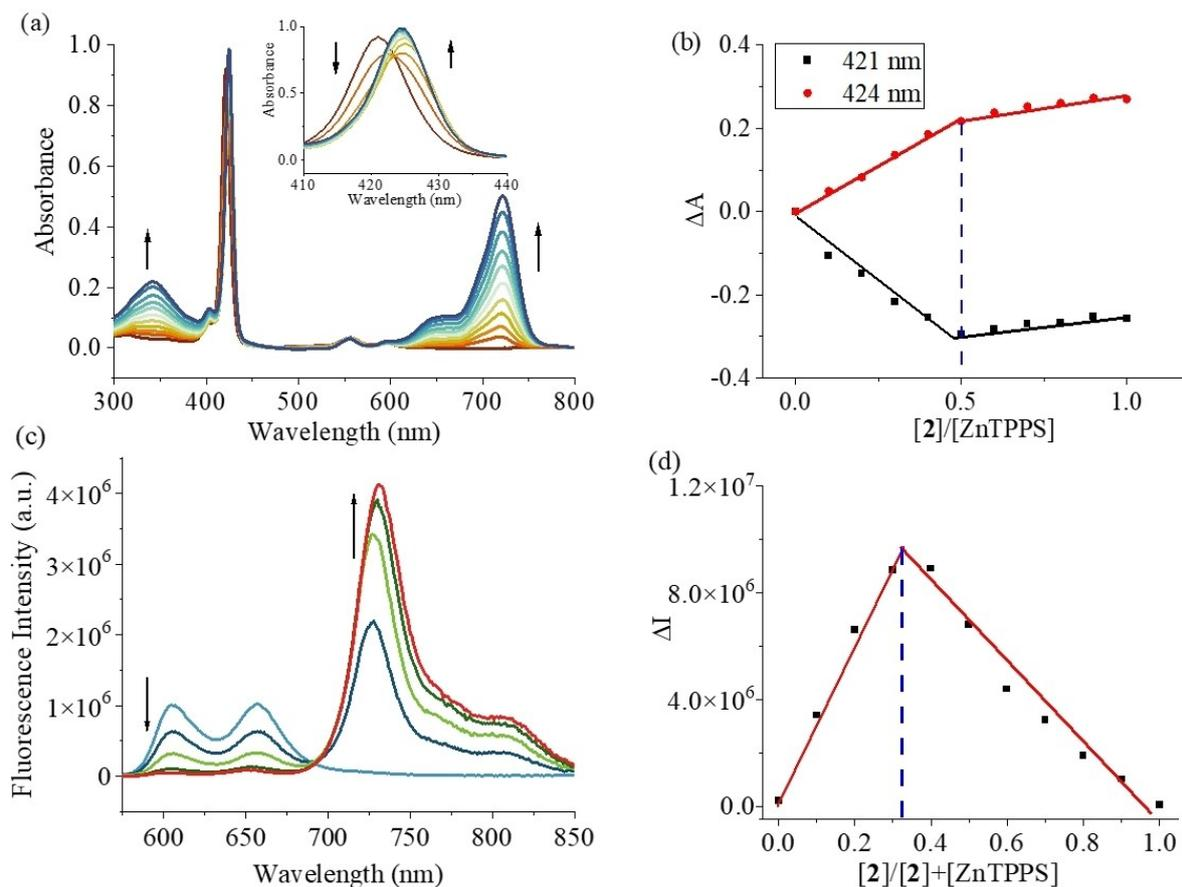 (a)
Absorbance
1.0
0.8
0.6
0.4
0.2
0.0
300 400 500 600 700 800
Wavelength (nm)
Absorbance
1.0
0.5
0.0
410 420 430 440
Wavelength (nm)
(b)
421 nm
424 nm
ΔA
0.4
0.2
0.0
-0.2
-0.4
0.0 0.5 1.0
[2]/[ZnTPPS]
(c)
Fluorescence Intensity (a.u.)
4×10⁶
3×10⁶
2×10⁶
1×10⁶
0
600 650 700 750 800 850
Wavelength (nm)
(d)
ΔI
1.2×10⁷
8.0×10⁶
4.0×10⁶
0.0
0.0 0.2 0.4 0.6 0.8 1.0
[2]/[2]+[ZnTPPS]